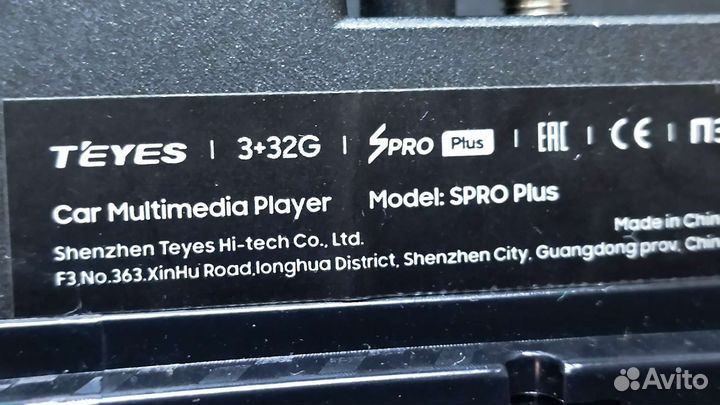 TEYES | 3+32G | SPRO Plus | EAC | CE |
Car Multimedia Player Model: SPRO Plus
Shenzhen Teyes Hi-tech Co., Ltd. Made in Chin
F3,No.363.XinHu Road,longhua District, Shenzhen City, Guangdong prov, Chin
Avito